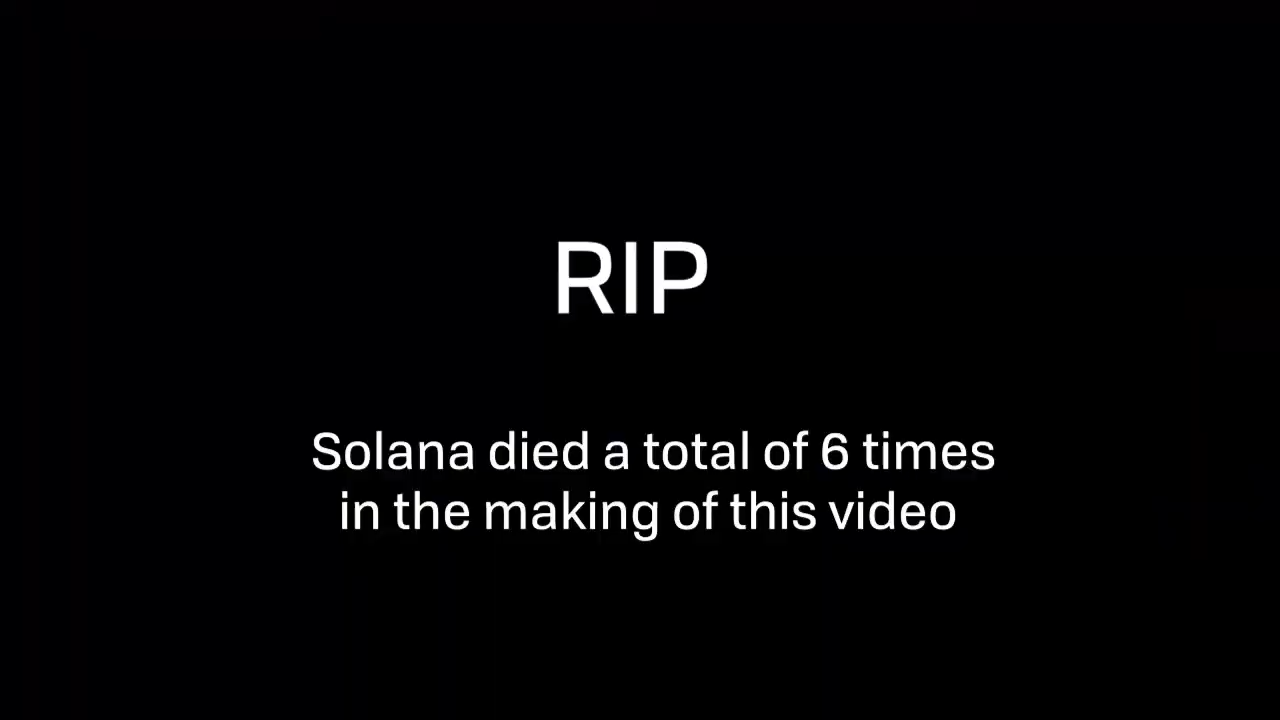 RIP
Solana died a total of 6 times
in the making of this video